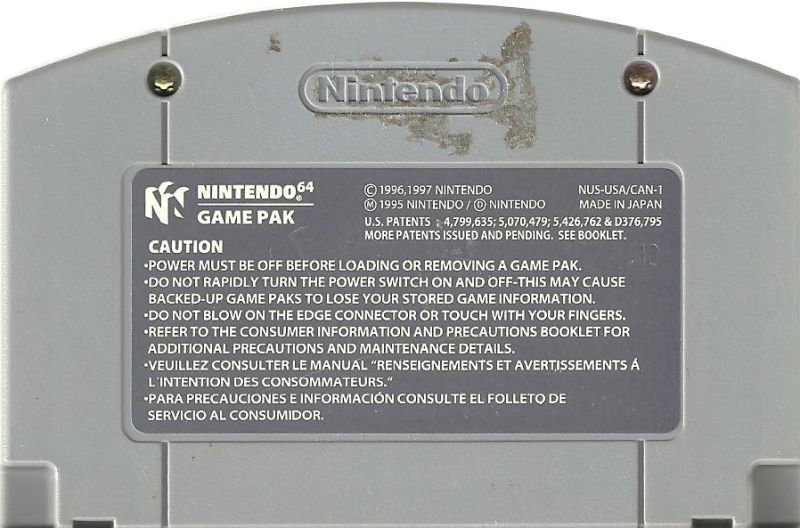 Nintendo
NINTENDO64
®
GAME PAK
© 1996,1997 NINTENDO
Ⓜ 1995 NINTENDO / Ⓓ NINTENDO
NUS-USA/CAN-1
MADE IN JAPAN
U.S. PATENTS : 4,799,635; 5,070,479; 5,426,762 & D376,795
MORE PATENTS ISSUED AND PENDING. SEE BOOKLET.
10
CAUTION
•POWER MUST BE OFF BEFORE LOADING OR REMOVING A GAME PAK.
•DO NOT RAPIDLY TURN THE POWER SWITCH ON AND OFF-THIS MAY CAUSE
BACKED-UP GAME PAKS TO LOSE YOUR STORED GAME INFORMATION.
•DO NOT BLOW ON THE EDGE CONNECTOR OR TOUCH WITH YOUR FINGERS.
•REFER TO THE CONSUMER INFORMATION AND PRECAUTIONS BOOKLET FOR
ADDITIONAL PRECAUTIONS AND MAINTENANCE DETAILS.
•VEUILLEZ CONSULTER LE MANUAL "RENSEIGNEMENTS ET AVERTISSEMENTS Á
L'INTENTION DES CONSOMMATEURS."
•PARA PRECAUCIONES E INFORMACIÓN CONSULTE EL FOLLETO DE
SERVICIO AL CONSUMIDOR.